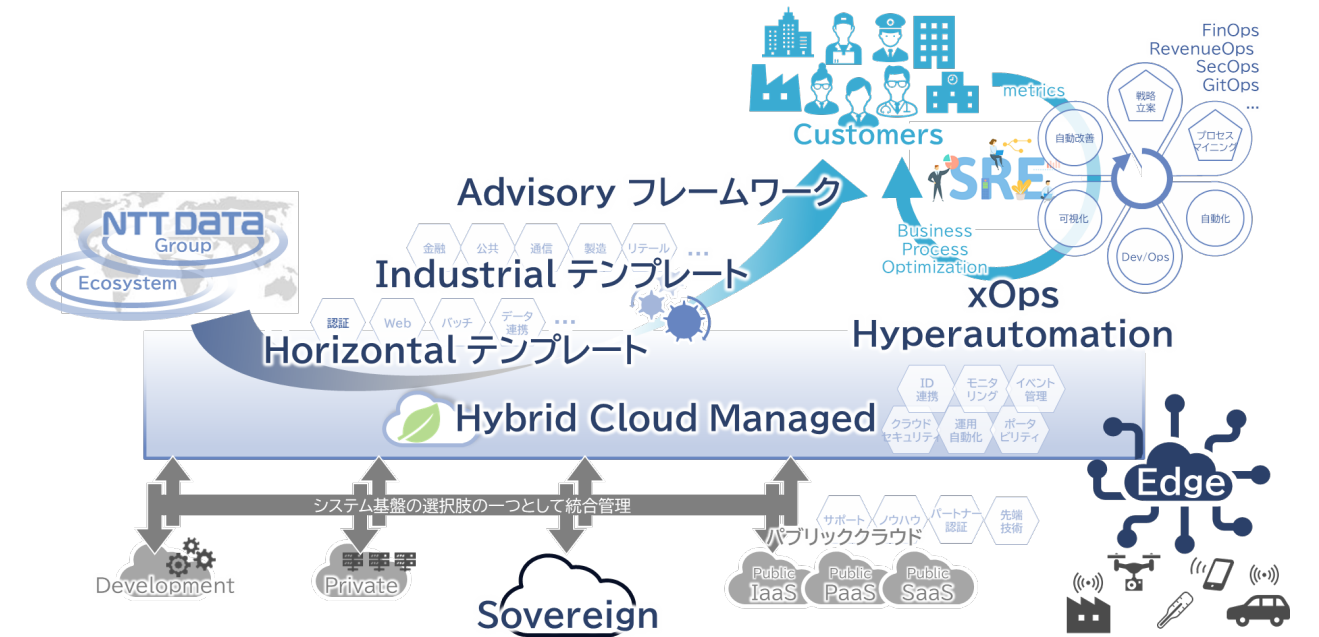 FinOps
RevenueOps
SecOps
GitOps
...
metrics
戦略
立案
プロセス
マイニング
自動改善
可視化
自動化
Dev/Ops
Customers
SRE
Business
Process
Optimization
xOps
Hyperautomation
Advisory フレームワーク
NTT DATA
Group
Ecosystem
金融
公共
通信
製造
リテール
...
Industrial テンプレート
認証
Web
バッチ
データ
連携
...
Horizontal テンプレート
Hybrid Cloud Managed
ID
連携
モニタ
リング
イベント
管理
クラウド
セキュリティ
運用
自動化
ポータ
ビリティ
Edge
システム基盤の選択肢の一つとして統合管理
サポート
ノウハウ
パートナー
認証
先端
技術
パブリッククラウド
Development
Private
Sovereign
Public
IaaS
Public
PaaS
Public
SaaS